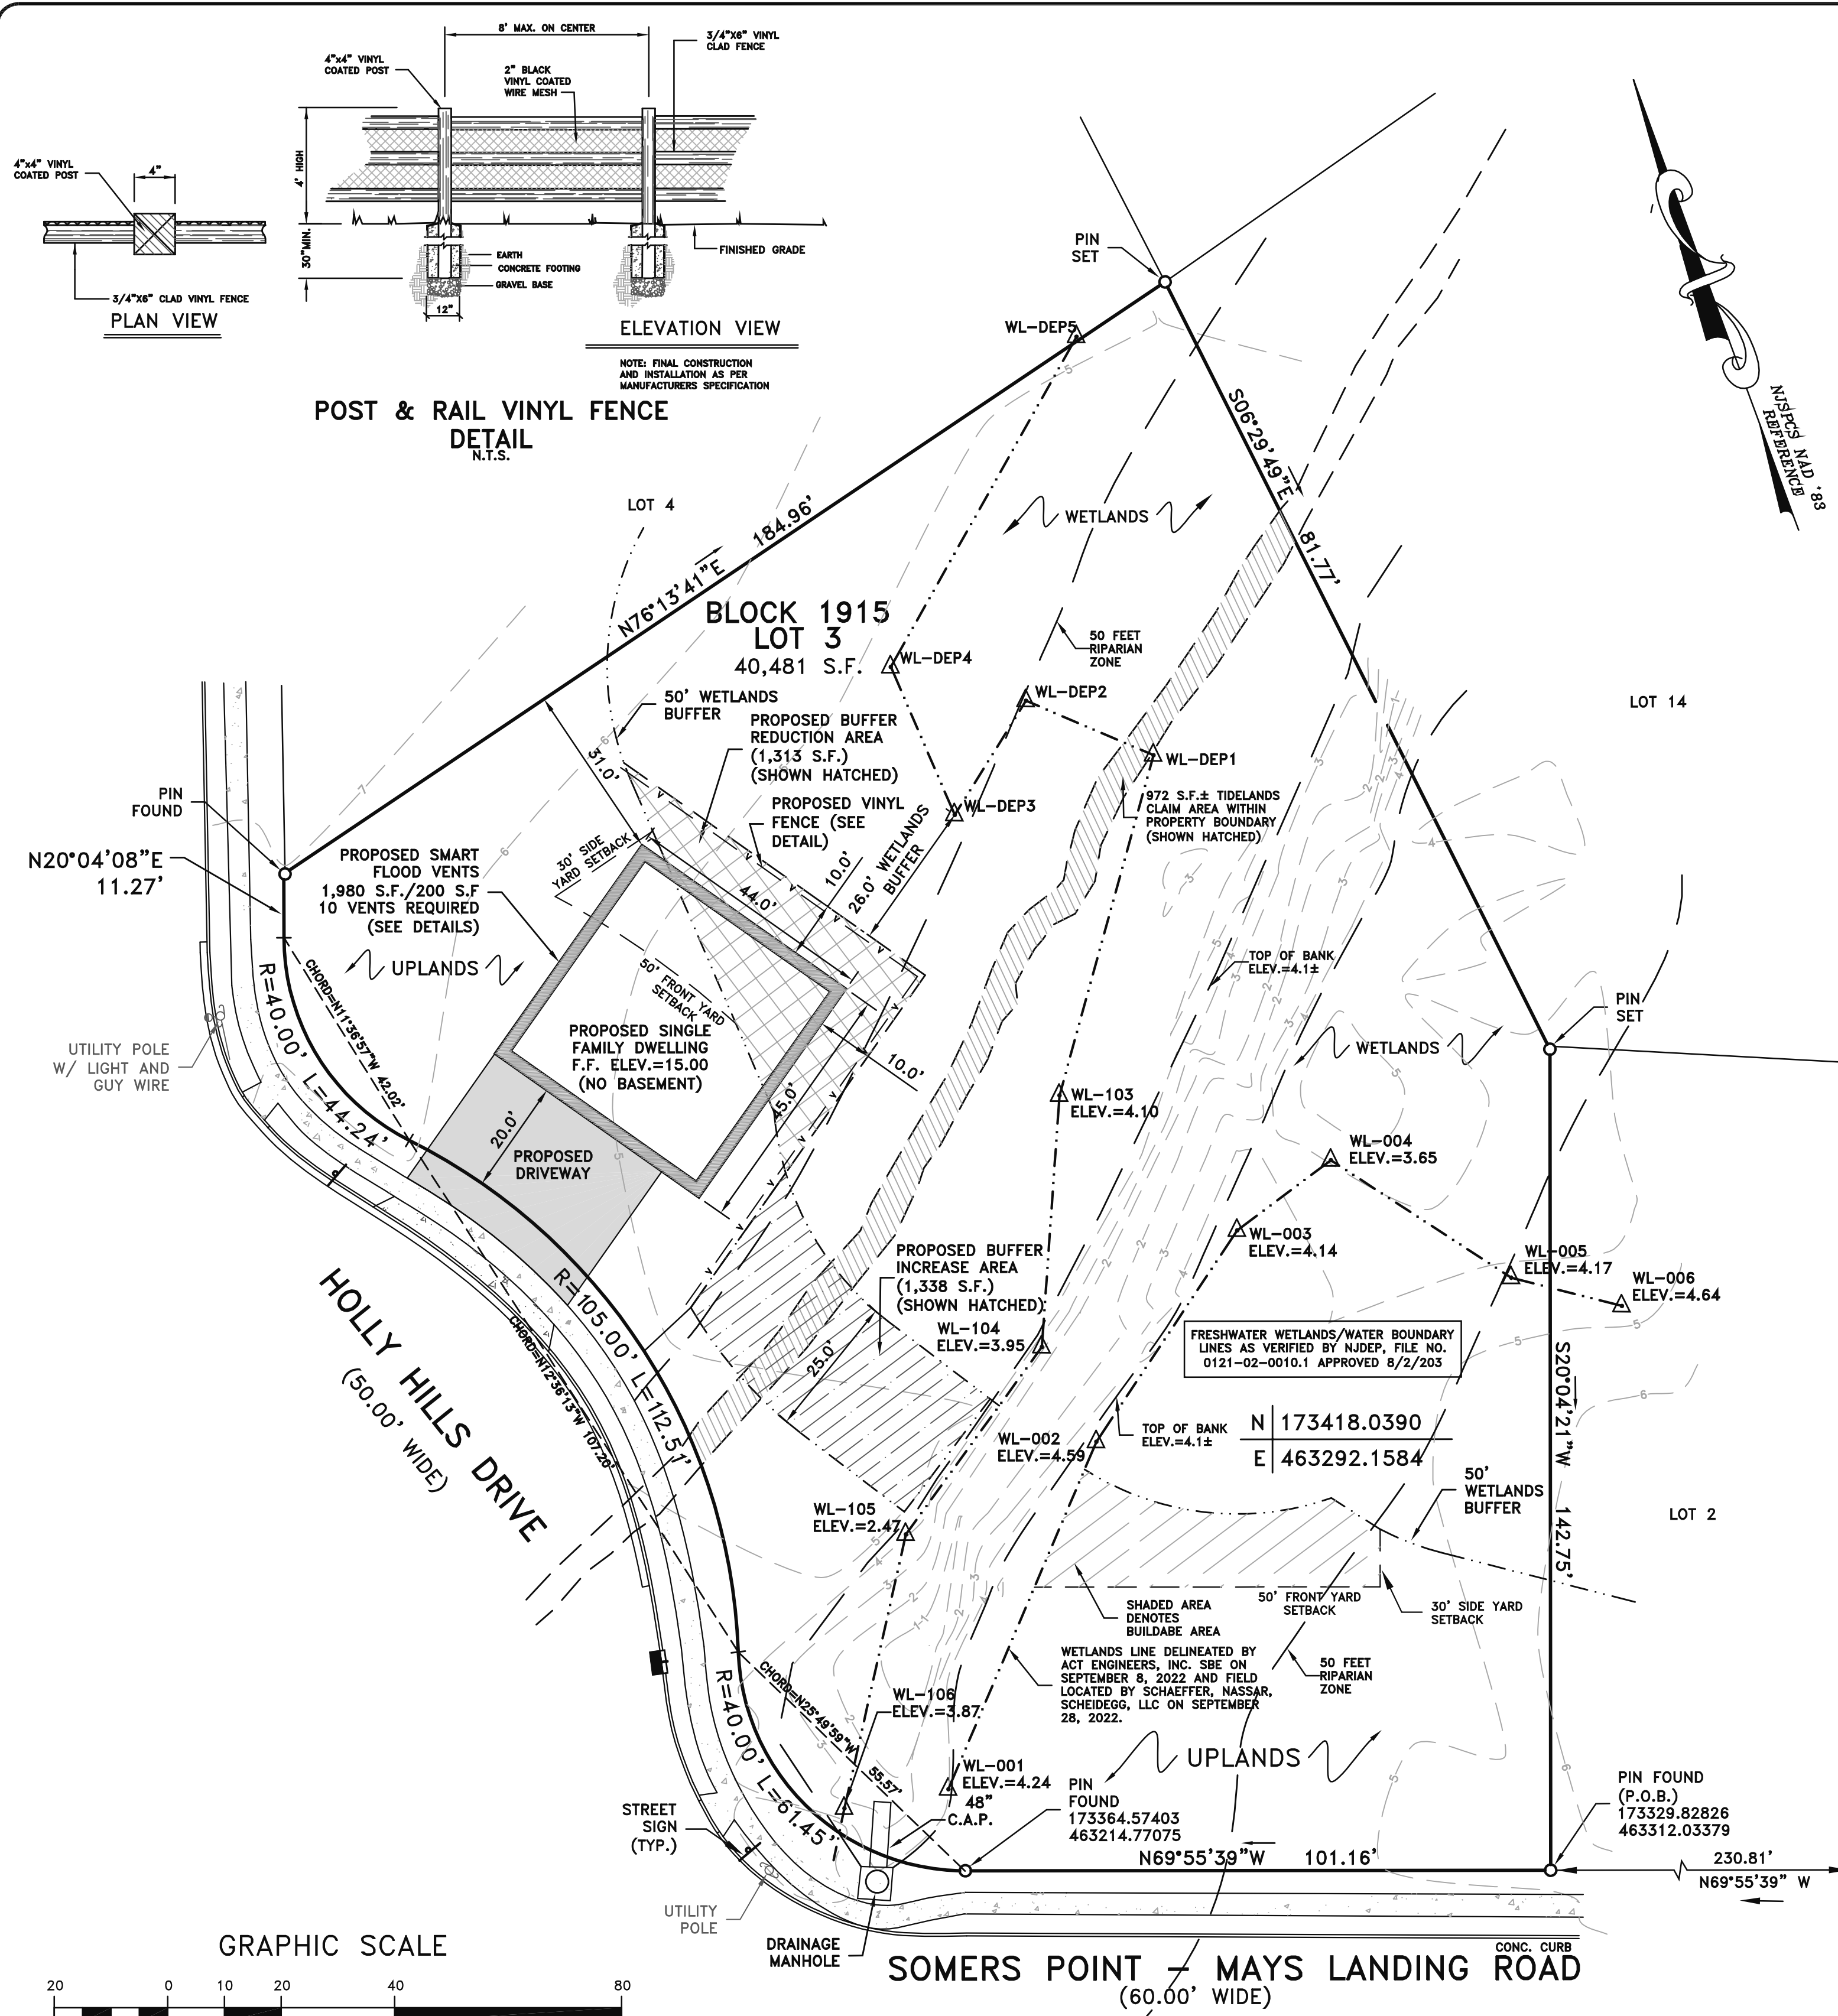 8' MAX. ON CENTER
4"x4" VINYL
COATED POST
2" BLACK
VINYL COATED
WIRE MESH
3/4"X6" VINYL
CLAD FENCE
4' HIGH
30"MIN.
4"x4" VINYL
COATED POST
4"
3/4"X6" CLAD VINYL FENCE
PLAN VIEW
EARTH
CONCRETE FOOTING
GRAVEL BASE
12"
FINISHED GRADE
ELEVATION VIEW
NOTE: FINAL CONSTRUCTION
AND INSTALLATION AS PER
MANUFACTURERS SPECIFICATION
POST & RAIL VINYL FENCE
DETAIL
N.T.S.
NJSPCS NAD '83
REFERENCE
PIN
SET
WL-DEP5
5
S06°29'49"E
81.77'
LOT 4
N76°13'41"E
184.96'
WETLANDS
BLOCK 1915
LOT 3
40,481 S.F.
WL-DEP4
50 FEET
RIPARIAN
ZONE
WL-DEP2
LOT 14
50' WETLANDS
BUFFER
PROPOSED BUFFER
REDUCTION AREA
(1,313 S.F.)
(SHOWN HATCHED)
31.0'
6
7
WL-DEP1
WL-DEP3
PROPOSED VINYL
FENCE (SEE
DETAIL)
972 S.F.± TIDELANDS
CLAIM AREA WITHIN
PROPERTY BOUNDARY
(SHOWN HATCHED)
PIN
FOUND
N20°04'08"E
11.27'
PROPOSED SMART
FLOOD VENTS
1,980 S.F./200 S.F
10 VENTS REQUIRED
(SEE DETAILS)
30' SIDE
YARD SETBACK
44.0'
10.0'
26.0' WETLANDS
BUFFER
6
UPLANDS
50' FRONT YARD
SETBACK
TOP OF BANK
ELEV.=4.1±
R=40.00'
L=44.24'
CHORD=N11°36'57"W 42.02'
UTILITY POLE
W/ LIGHT AND
GUY WIRE
PROPOSED SINGLE
FAMILY DWELLING
F.F. ELEV.=15.00
(NO BASEMENT)
10.0'
45.0'
WETLANDS
PIN
SET
WL-103
ELEV.=4.10
20.0'
PROPOSED
DRIVEWAY
WL-004
ELEV.=3.65
WL-003
ELEV.=4.14
WL-005
ELEV.=4.17
WL-006
ELEV.=4.64
PROPOSED BUFFER
INCREASE AREA
(1,338 S.F.)
(SHOWN HATCHED)
HOLLY HILLS DRIVE
(50.00' WIDE)
R=105.00'
L=112.57'
CHORD=N12°36'13"W 107.20'
WL-104
ELEV.=3.95
25.0'
FRESHWATER WETLANDS/WATER BOUNDARY
LINES AS VERIFIED BY NJDEP, FILE NO.
0121-02-0010.1 APPROVED 8/2/203
TOP OF BANK
ELEV.=4.1±
N 173418.0390
E 463292.1584
S20°04'21"W
142.75'
WL-002
ELEV.=4.59
50'
WETLANDS
BUFFER
LOT 2
WL-105
ELEV.=2.47
SHADED AREA
DENOTES
BUILDABE AREA
50' FRONT YARD
SETBACK
30' SIDE YARD
SETBACK
WETLANDS LINE DELINEATED BY
ACT ENGINEERS, INC. SBE ON
SEPTEMBER 8, 2022 AND FIELD
LOCATED BY SCHAEFFER, NASSAR,
SCHEIDEGG, LLC ON SEPTEMBER
28, 2022.
50 FEET
RIPARIAN
ZONE
R=40.00'
L=61.45'
CHORD=N25°49'59"W
55.57'
WL-106
ELEV.=3.87
UPLANDS
WL-001
ELEV.=4.24
48"
C.A.P.
PIN
FOUND
173364.57403
463214.77075
PIN FOUND
(P.O.B.)
173329.82826
463312.03379
STREET
SIGN
(TYP.)
N69°55'39"W
101.16'
230.81'
N69°55'39" W
UTILITY
POLE
DRAINAGE
MANHOLE
CONC. CURB
SOMERS POINT – MAYS LANDING ROAD
(60.00' WIDE)
GRAPHIC SCALE
20 0 10 20 40 80